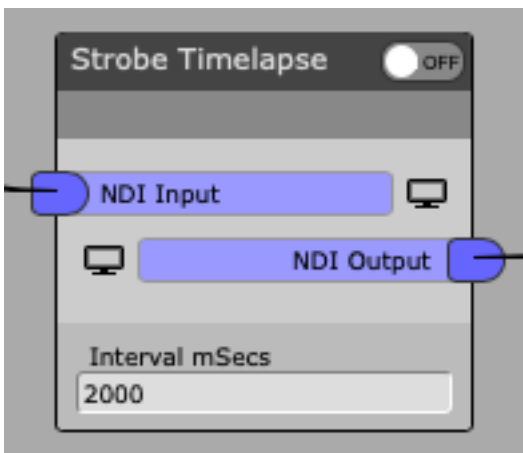 Strobe Timelapse OFF
NDI Input
NDI Output
Interval mSecs
2000